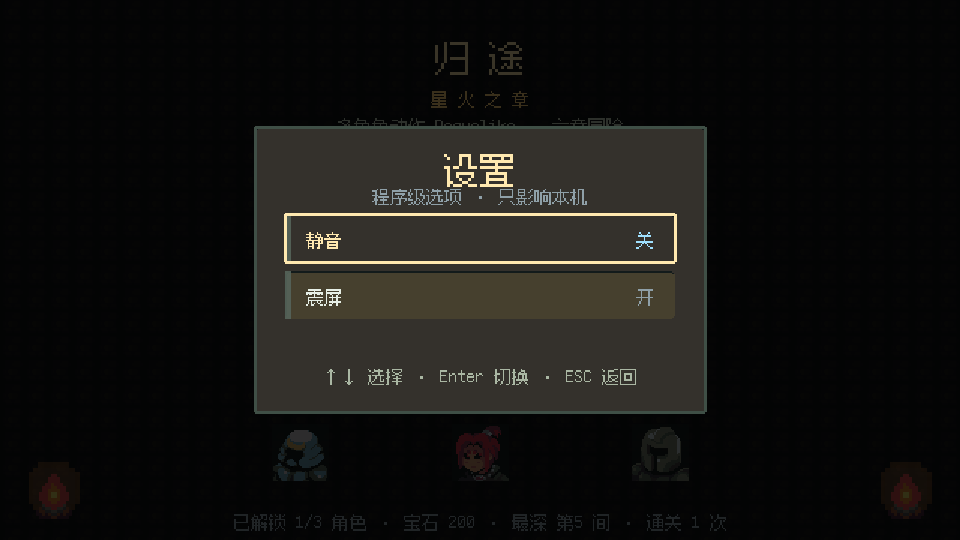 归途
星火之章
设置
程序级选项 · 只影响本机
静音 关
震屏 开
↑↓ 选择 · Enter 切换 · ESC 返回
已解锁 1/3 角色 · 宝石 200 · 最深 第5 间 · 通关 1 次